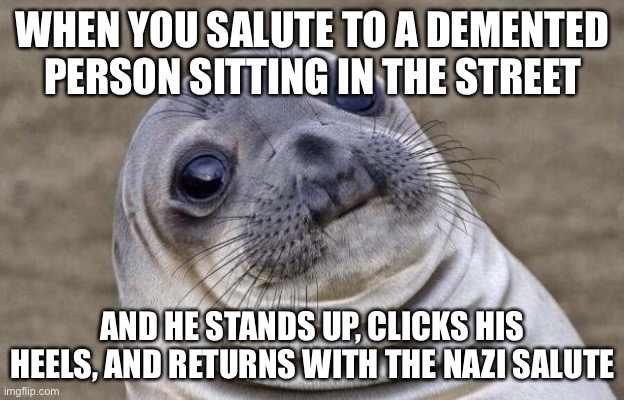 WHEN YOU SALUTE TO A DEMENTED
PERSON SITTING IN THE STREET
AND HE STANDS UP, CLICKS HIS
HEELS, AND RETURNS WITH THE NAZI SALUTE
imgflip.com